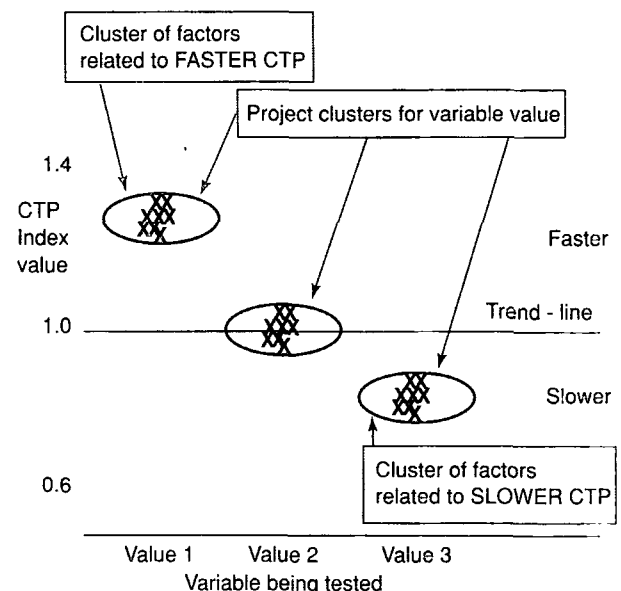 Cluster of factors
related to FASTER CTP
Project clusters for variable value
1.4
CTP
Index
value
Faster
Trend - line
1.0
Slower
0.6
Cluster of factors
related to SLOWER CTP
Value 1
Value 2
Value 3
Variable being tested